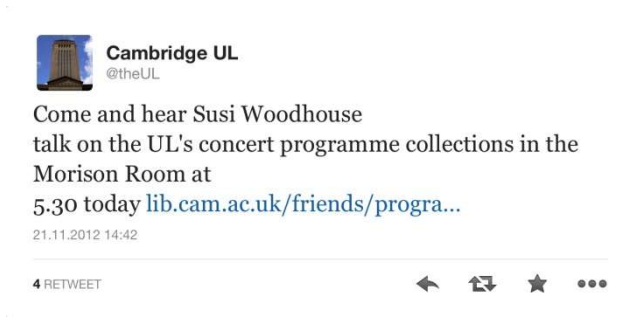 Cambridge UL
@theUL
Come and hear Susi Woodhouse
talk on the UL's concert programme collections in the
Morison Room at
5.30 today lib.cam.ac.uk/friends/progra...
21.11.2012 14:42
4 RETWEET